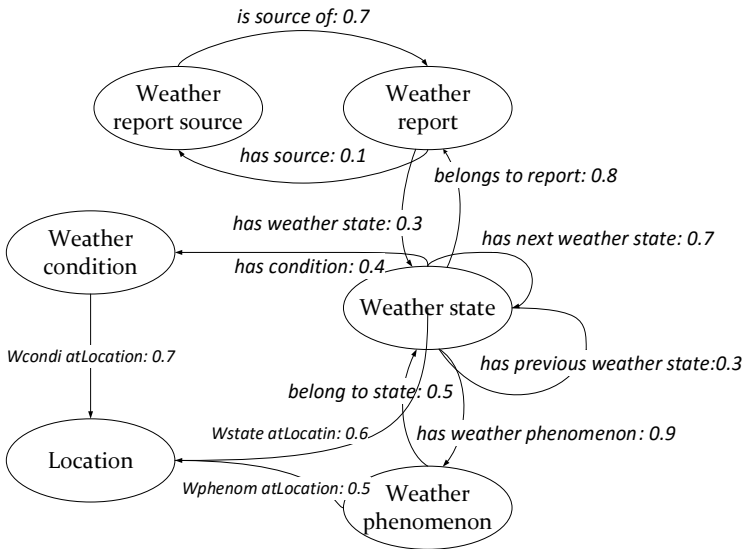 is source of: 0.7
Weather
report source
Weather
report
has source: 0.1
belongs to report: 0.8
has weather state: 0.3
has next weather state: 0.7
Weather
condition
has condition: 0.4
Weather state
Wcondi atLocation: 0.7
has previous weather state:0.3
belong to state: 0.5
Wstate atLocatin: 0.6
has weather phenomenon: 0.9
Location
Wphenom atLocation: 0.5
Weather
phenomenon